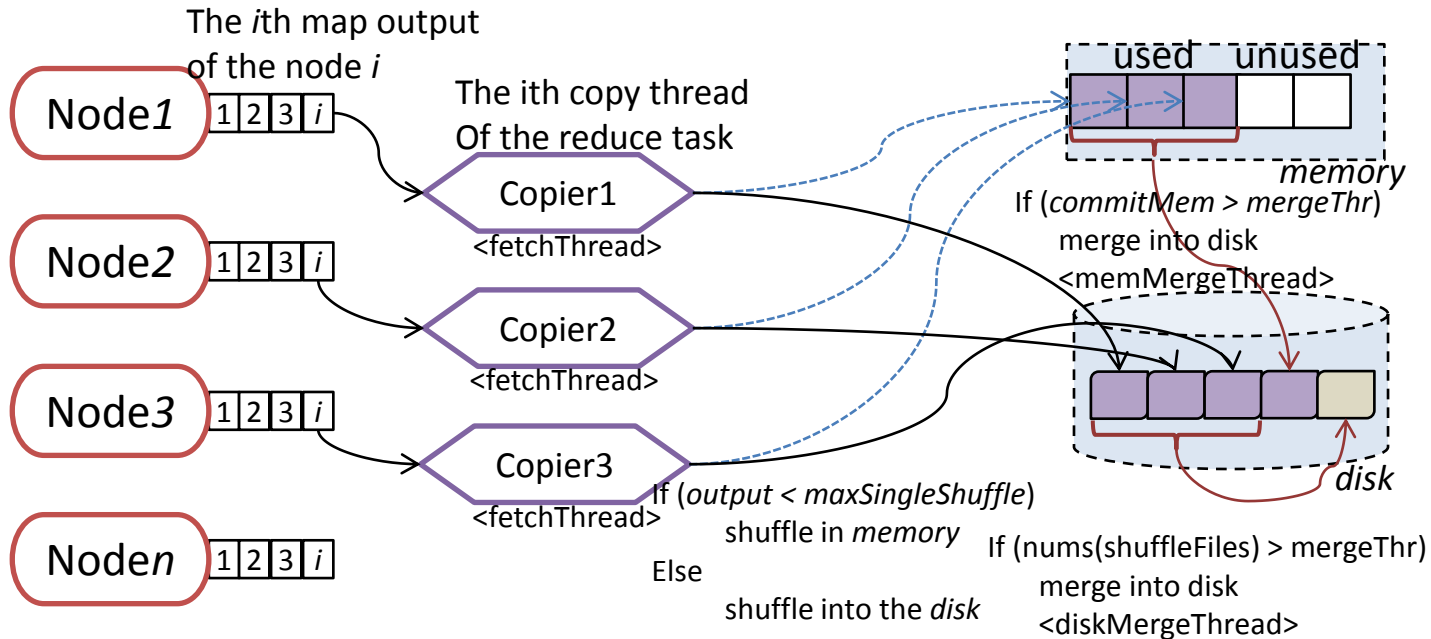 The ith map output
of the node i
Node1
1 2 3 i
The ith copy thread
Of the reduce task
Copier1
<fetchThread>
Node2
1 2 3 i
Copier2
<fetchThread>
Node3
1 2 3 i
Copier3
<fetchThread>
Noden
1 2 3 i
If (output < maxSingleShuffle)
shuffle in memory
Else
shuffle into the disk
used unused
memory
If (commitMem > mergeThr)
merge into disk
<memMergeThread>
disk
If (nums(shuffleFiles) > mergeThr)
merge into disk
<diskMergeThread>